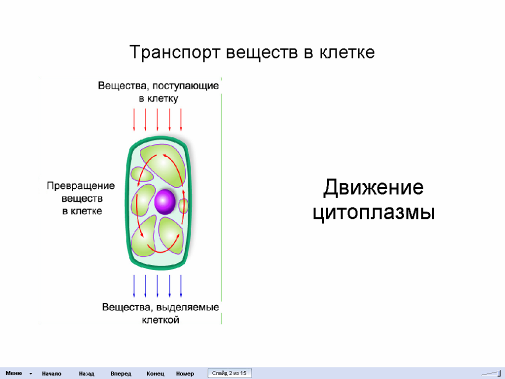 Транспорт веществ в клетке
Вещества, поступающие
в клетку
Превращение
веществ
в клетке
Движение
цитоплазмы
Вещества, выделяемые
клеткой
Меню - Начало Назад Вперед Конец Номер Слайд 2 из 15